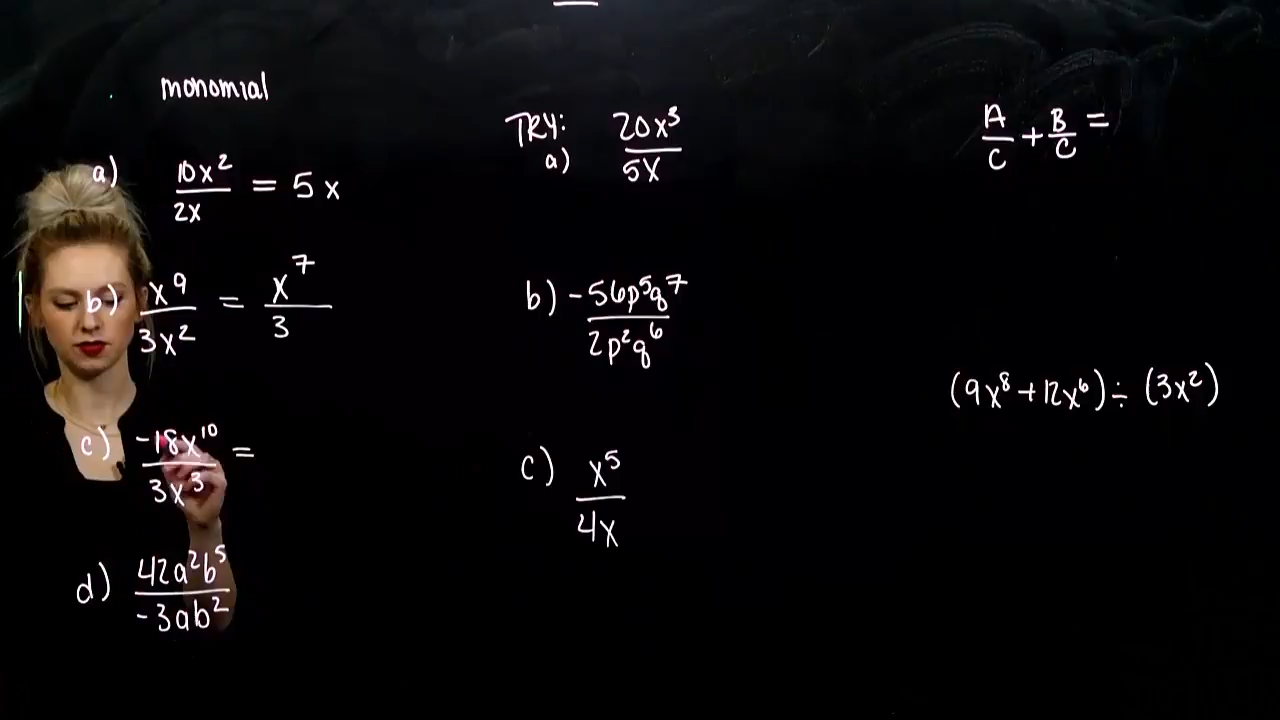 monomial
a) 10x²/2x = 5x
b) x⁹/3x² = x⁷/3
c) -18x¹⁰/3x³ =
d) 42a²b⁵/-3ab²
TRY:
a) 20x³/5x
b) -56p⁵q⁷/2p²q⁶
c) x⁵/4x
A/C + B/C =
(9x⁸+12x⁶) ÷ (3x²)